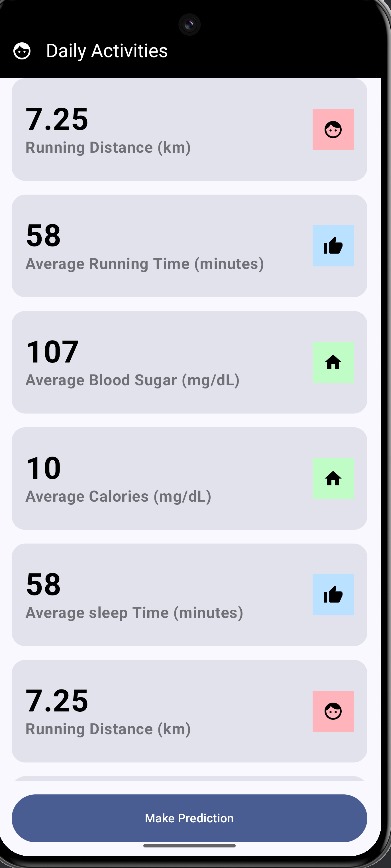 Daily Activities
7.25
Running Distance (km)
58
Average Running Time (minutes)
107
Average Blood Sugar (mg/dL)
10
Average Calories (mg/dL)
58
Average sleep Time (minutes)
7.25
Running Distance (km)
Make Prediction